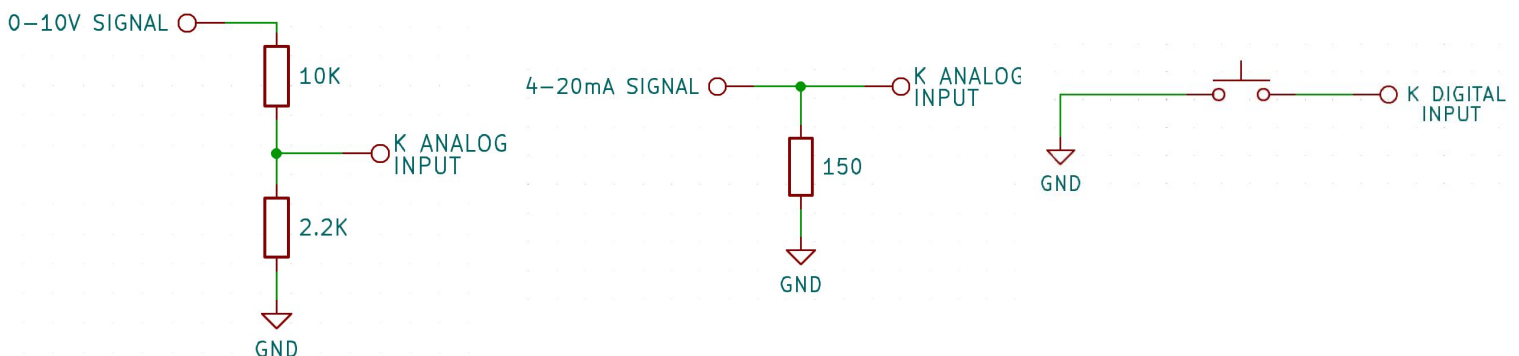 0-10V SIGNAL
10K
K ANALOG
INPUT
2.2K
GND
4-20mA SIGNAL
K ANALOG
INPUT
150
GND
K DIGITAL
INPUT
GND